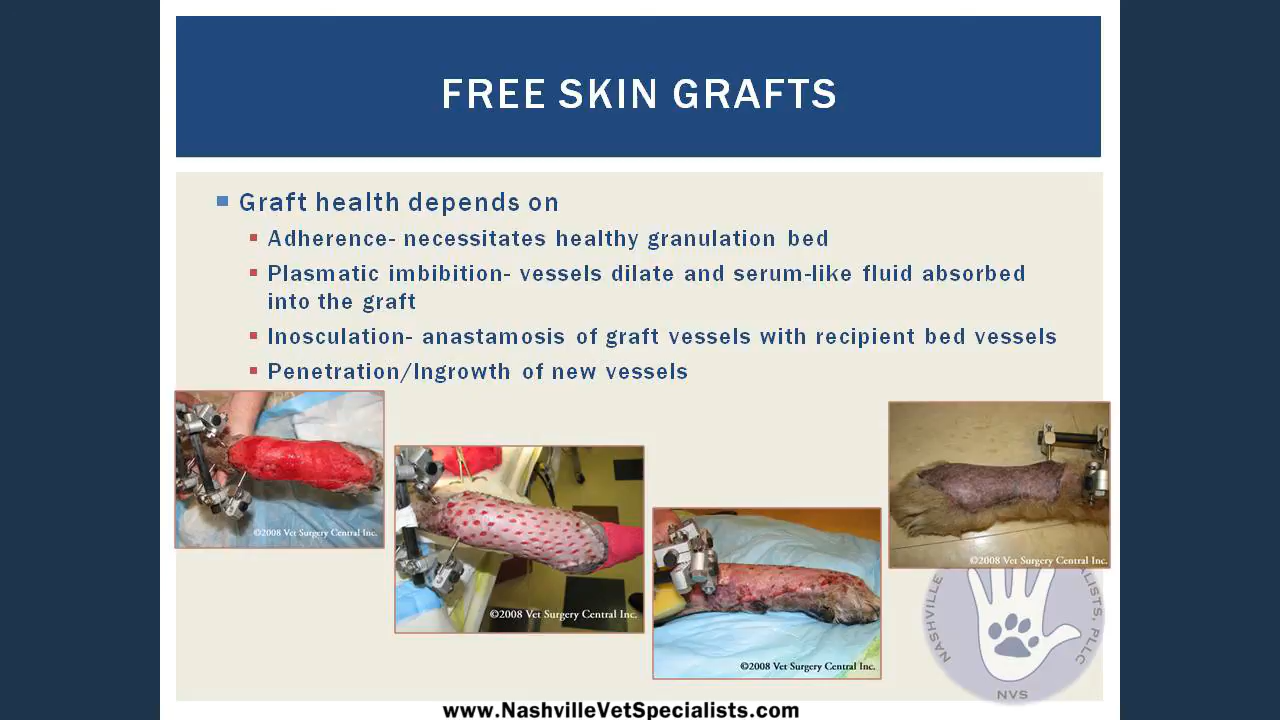 FREE SKIN GRAFTS
Graft health depends on
Adherence- necessitates healthy granulation bed
Plasmatic imbibition- vessels dilate and serum-like fluid absorbed
into the graft
Inosculation- anastamosis of graft vessels with recipient bed vessels
Penetration/Ingrowth of new vessels
©2008 Vet Surgery Central Inc.
©2008 Vet Surgery Central Inc.
©2008 Vet Surgery Central Inc.
©2008 Vet Surgery Central Inc.
NASHVILLE
LISTS, PLLC
NVS
www.NashvilleVetSpecialists.com